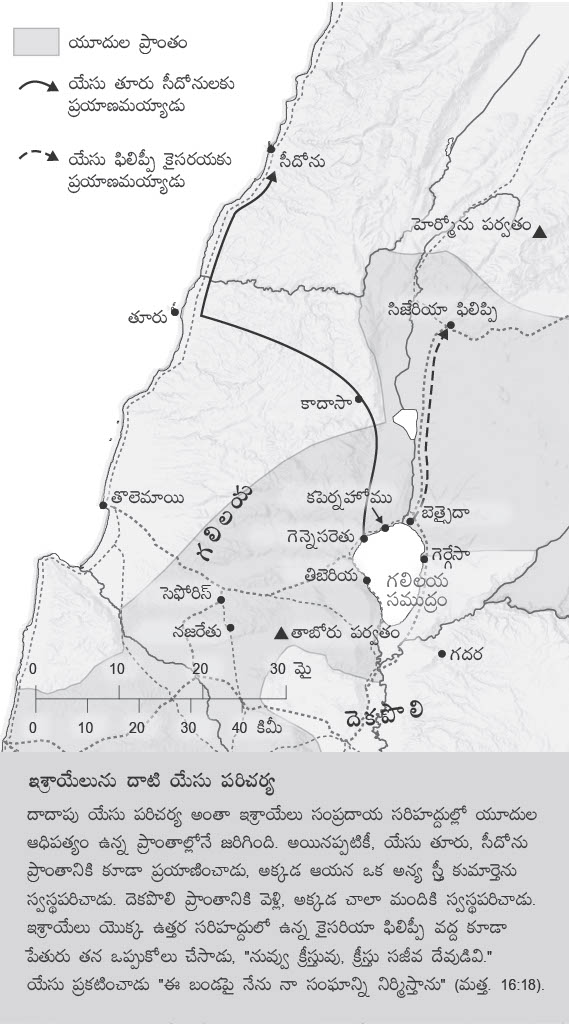 యూదుల ప్రాంతం
యేసు తూరు సీదోనులకు
ప్రయాణమయ్యాడు
యేసు ఫిలిప్పీ కైసరయకు
ప్రయాణమయ్యాడు
సీదోను
హెర్మోను పర్వతం
సిజేరియా ఫిలిప్పి
తూరు
కాదాసా
తొలెమాయి
గలిలయ
కపెర్నహోము
బెత్సైదా
గెన్నెసరెతు
గెర్గేసా
తిబెరియ
గలిలయ
సముద్రం
సెఫోరిస్
నజరేతు
తాబోరు పర్వతం
గదర
0 10 20 30 మై
0 10 20 30 40 కిమీ
దెకపొలి
ఇశ్రాయేలును దాటి యేసు పరిచర్య
దాదాపు యేసు పరిచర్య అంతా ఇశ్రాయేలు సంప్రదాయ సరిహద్దుల్లో యూదుల
ఆధిపత్యం ఉన్న ప్రాంతాల్లోనే జరిగింది. అయినప్పటికీ, యేసు తూరు, సీదోను
ప్రాంతానికి కూడా ప్రయాణించాడు, అక్కడ ఆయన ఒక అన్య స్త్రీ కుమార్తెను
స్వస్థపరిచాడు. దెకపొలి ప్రాంతానికి వెళ్లి, అక్కడ చాలా మందికి స్వస్థపరిచాడు.
ఇశ్రాయేలు యొక్క ఉత్తర సరిహద్దులో ఉన్న కైసరియా ఫిలిప్పీ వద్ద కూడా
పేతురు తన ఒప్పుకోలు చేసాడు, "నువ్వు క్రీస్తువు, క్రీస్తు సజీవ దేవుడివి."
యేసు ప్రకటించాడు "ఈ బండపై నేను నా సంఘాన్ని నిర్మిస్తాను" (మత్త. 16:18).